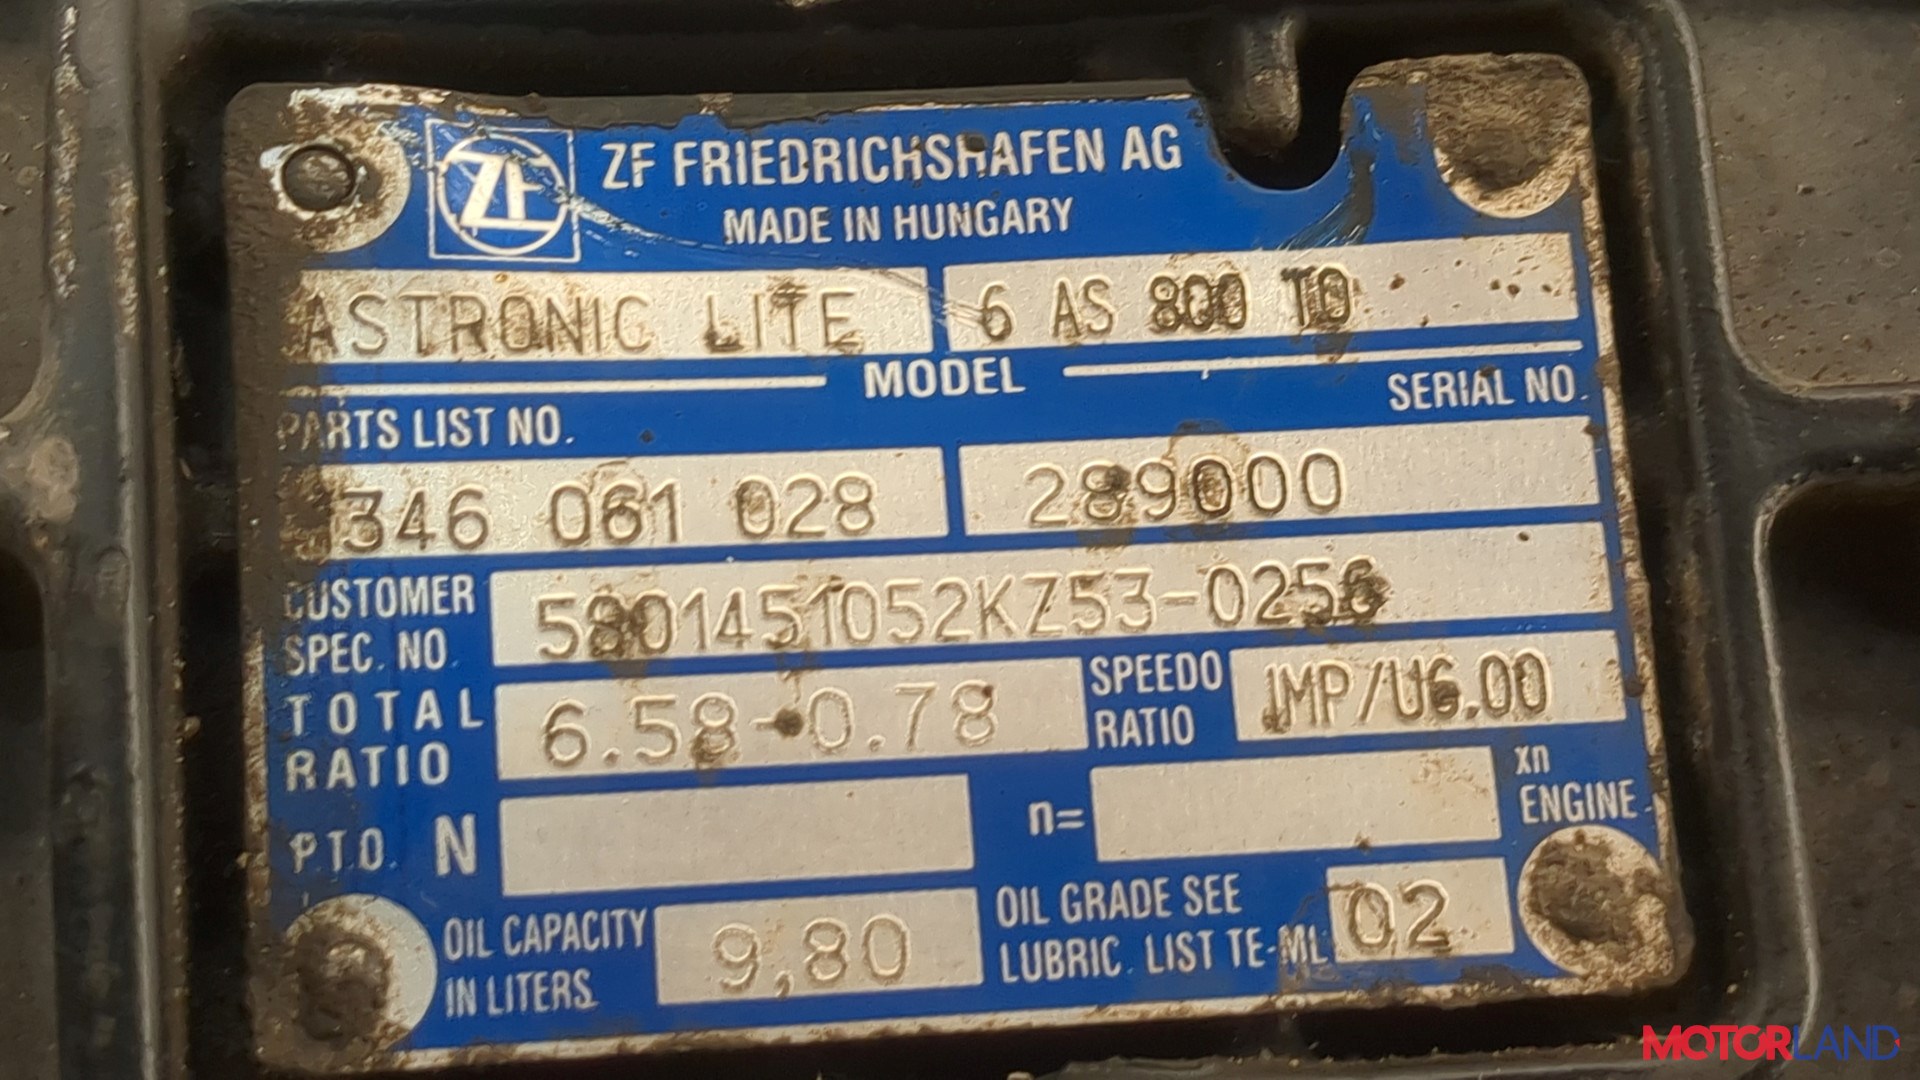 ZF
ZF FRIEDRICHSHAFEN AG
MADE IN HUNGARY
ASTRONIC LITE 6 AS 800 TO
MODEL
PARTS LIST NO. SERIAL NO.
1346 061 028 289000
CUSTOMER SPEC. NO. 5801451052KZ53-0256
TOTAL RATIO 6.58-0.78 SPEEDO RATIO IMP/U6.00
P.T.O. N n= xn ENGINE
OIL CAPACITY IN LITERS 9,80 OIL GRADE SEE LUBRIC. LIST TE-ML 02
MOTORLAND